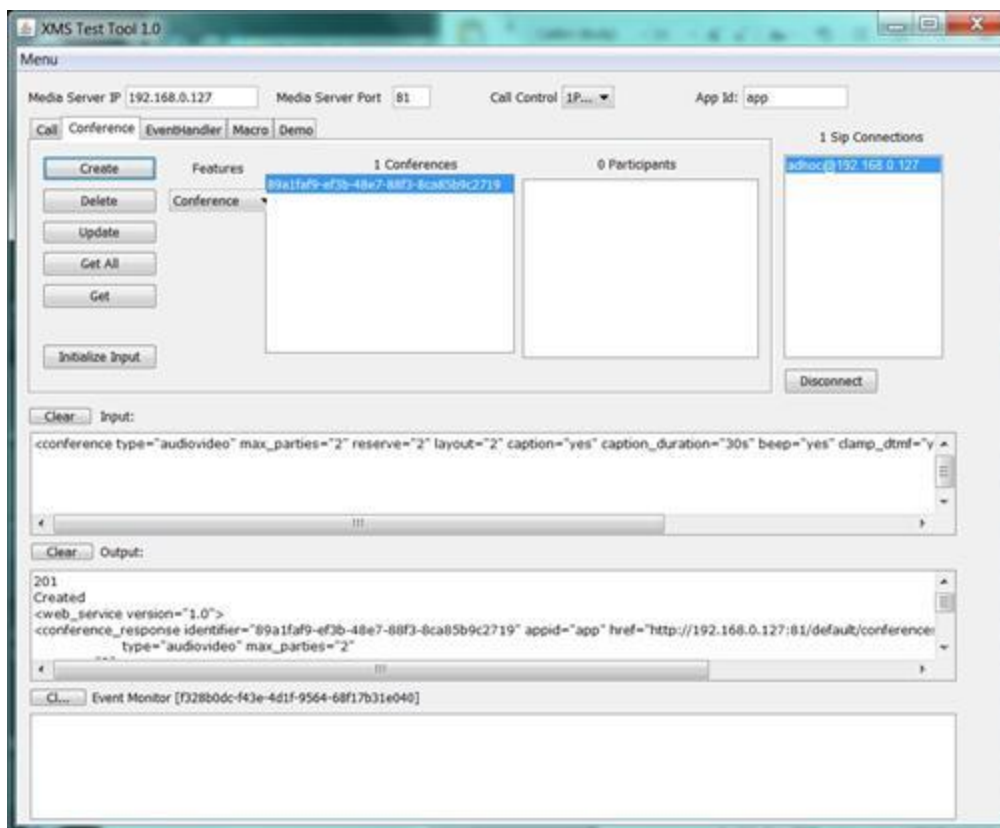 XMS Test Tool 1.0
Menu
Media Server IP 192.168.0.127 Media Server Port 81 Call Control 1P... App Id: app
Call Conference EventHandler Macro Demo
1 Sip Connections
Create Features 1 Conferences 0 Participants
adhoc@192.168.0.127
89a1faf9-ef3b-48e7-88f3-8ca85b9c2719
Delete Conference
Update
Get All
Get
Initialize Input
Disconnect
Clear Input:
<conference type="audiovideo" max_parties="2" reserve="2" layout="2" caption="yes" caption_duration="30s" beep="yes" clamp_dtmf="y
Clear Output:
201
Created
<web_service version="1.0">
<conference_response identifier="89a1faf9-ef3b-48e7-88f3-8ca85b9c2719" appid="app" href="http://192.168.0.127:81/default/conferences
type="audiovideo" max_parties="2"
Cl... Event Monitor [f328b0dc-f43e-4d1f-9564-68f17b31e040]